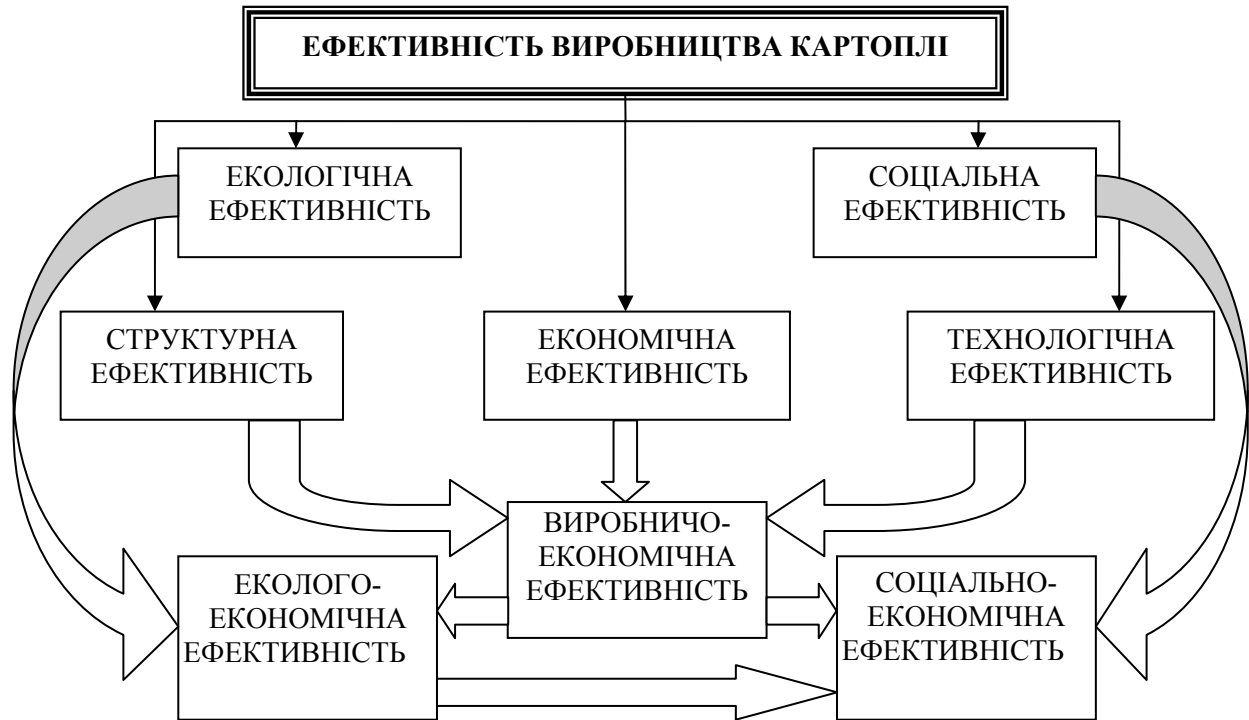 ЕФЕКТИВНІСТЬ ВИРОБНИЦТВА КАРТОПЛІ
ЕКОЛОГІЧНА
ЕФЕКТИВНІСТЬ
СОЦІАЛЬНА
ЕФЕКТИВНІСТЬ
СТРУКТУРНА
ЕФЕКТИВНІСТЬ
ЕКОНОМІЧНА
ЕФЕКТИВНІСТЬ
ТЕХНОЛОГІЧНА
ЕФЕКТИВНІСТЬ
ВИРОБНИЧО-
ЕКОНОМІЧНА
ЕФЕКТИВНІСТЬ
ЕКОЛОГО-
ЕКОНОМІЧНА
ЕФЕКТИВНІСТЬ
СОЦІАЛЬНО-
ЕКОНОМІЧНА
ЕФЕКТИВНІСТЬ